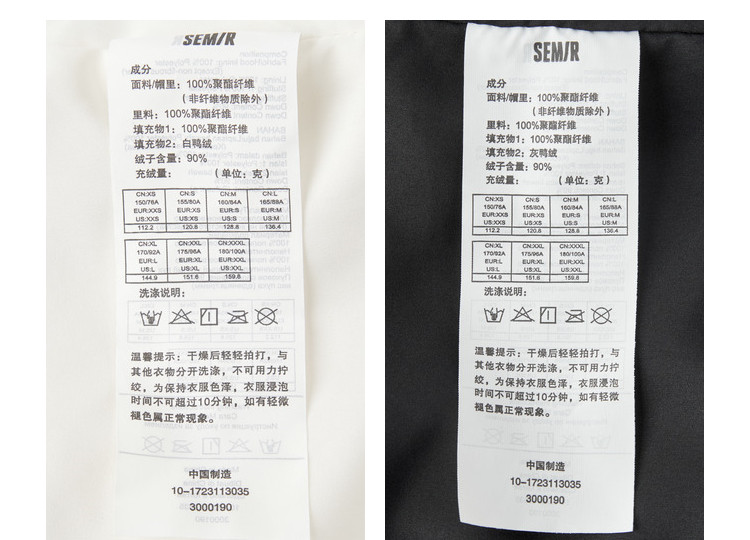 SEMIR
成分
面料/帽里：100%聚酯纤维
（非纤维物质除外）
里料：100%聚酯纤维
填充物1：100%聚酯纤维
填充物2：白鸭绒
绒子含量：90%
充绒量： （单位：克）
CN:XS CN:S CN:M CN:L
150/76A 155/80A 160/84A 165/88A
EUR:XXS EUR:XS EUR:S EUR:M
US:XXS US:XS US:S US:M
112.2 120.8 128.8 136.4
CN:XL CN:XXL CN:XXXL
170/92A 175/96A 180/100A
EUR:L EUR:XL EUR:XXL
US:L US:XL US:XXL
144.9 151.6 159.8
洗涤说明：
温馨提示：干燥后轻轻拍打，与
其他衣物分开洗涤，不可用力拧
绞，为保持衣服色泽，衣服浸泡
时间不可超过10分钟，如有轻微
褪色属正常现象。
中国制造
10-1723113035
3000190
SEMIR
成分
面料/帽里：100%聚酯纤维
（非纤维物质除外）
里料：100%聚酯纤维
填充物1：100%聚酯纤维
填充物2：灰鸭绒
绒子含量：90%
充绒量： （单位：克）
CN:XS CN:S CN:M CN:L
150/76A 155/80A 160/84A 165/88A
EUR:XXS EUR:XS EUR:S EUR:M
US:XXS US:XS US:S US:M
112.2 120.8 128.8 136.4
CN:XL CN:XXL CN:XXXL
170/92A 175/96A 180/100A
EUR:L EUR:XL EUR:XXL
US:L US:XL US:XXL
144.9 151.6 159.8
洗涤说明：
温馨提示：干燥后轻轻拍打，与
其他衣物分开洗涤，不可用力拧
绞，为保持衣服色泽，衣服浸泡
时间不可超过10分钟，如有轻微
褪色属正常现象。
中国制造
10-1723113035
3000190